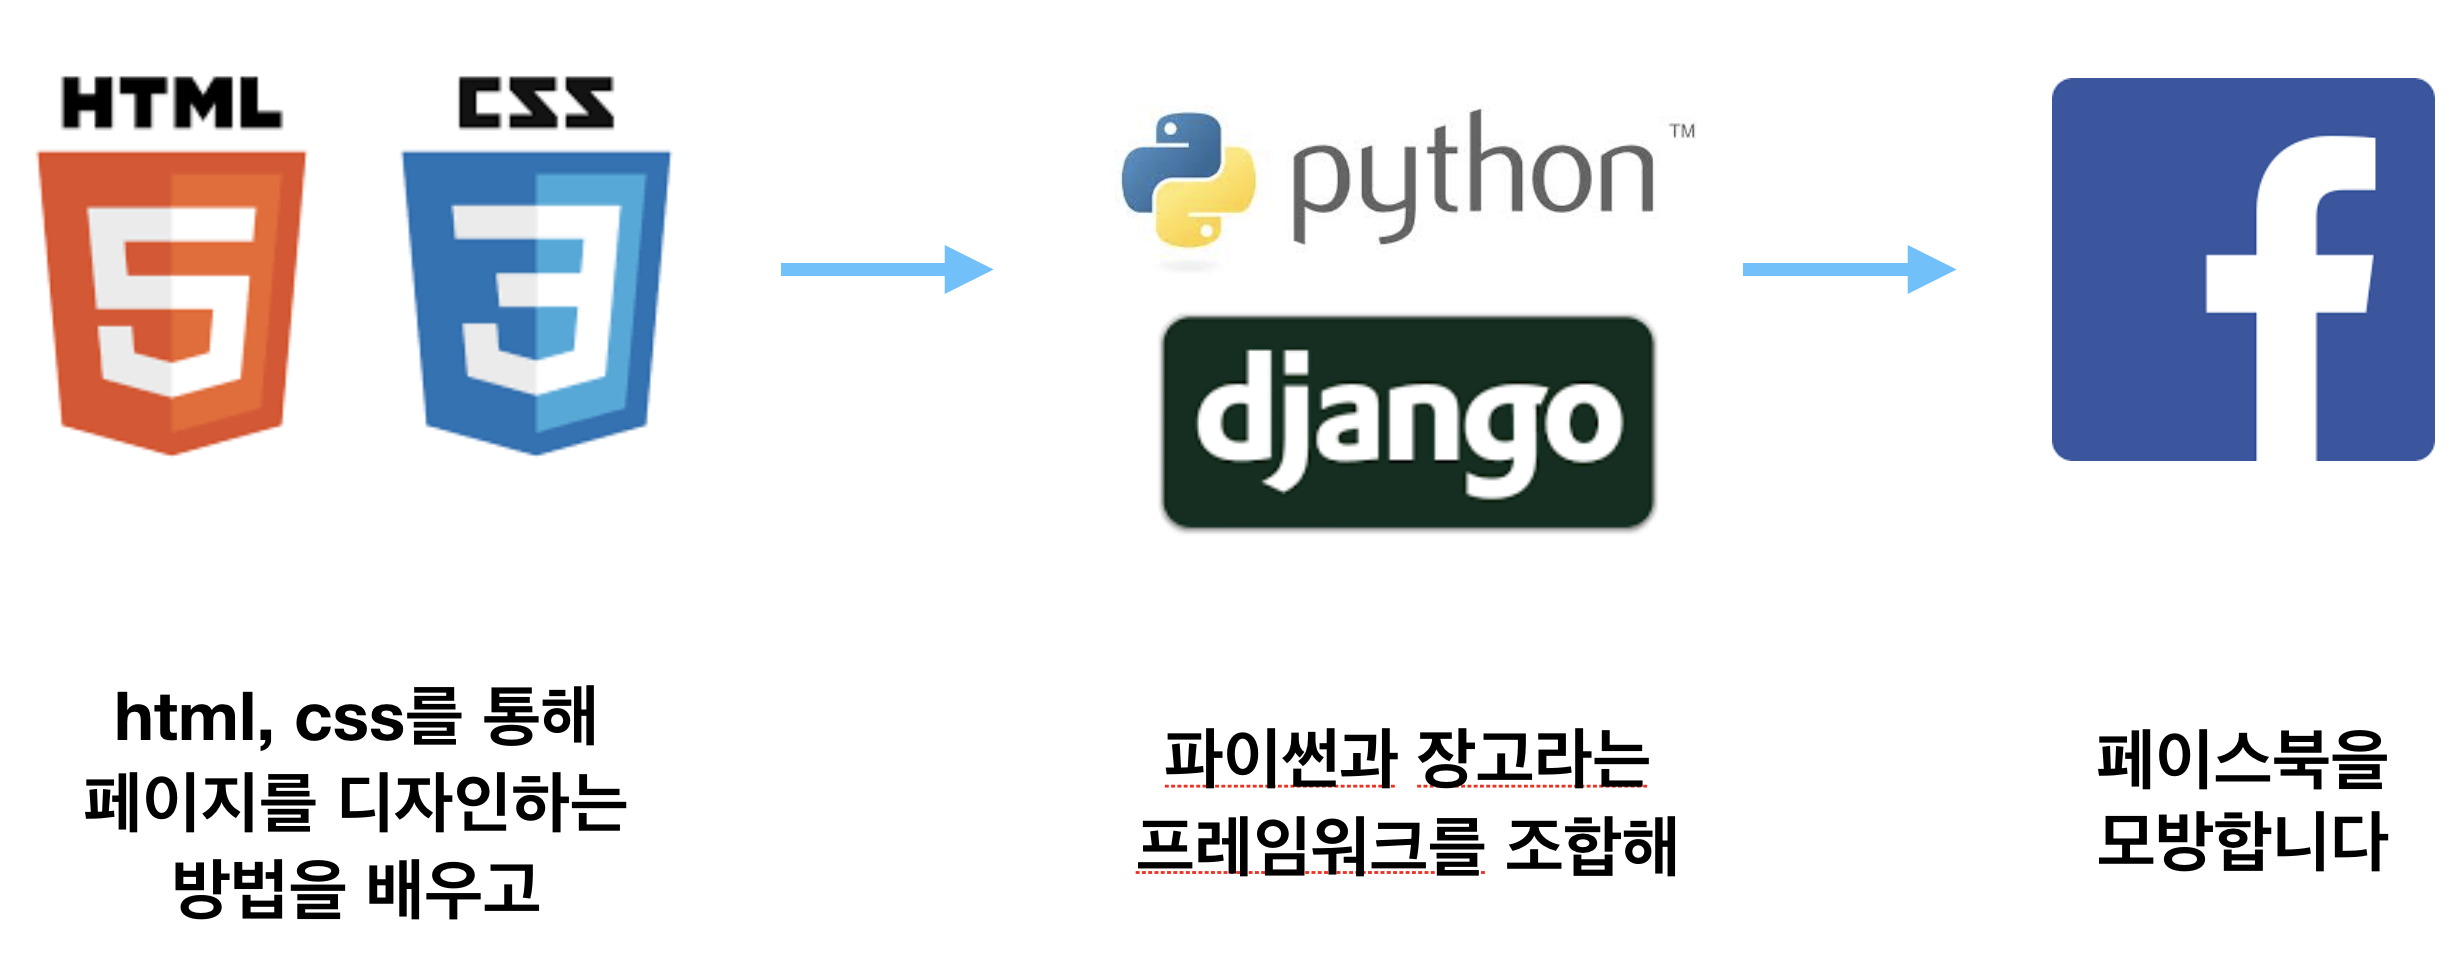 HTML
CSS
5
3
python™
django
f
html, css를 통해
페이지를 디자인하는
방법을 배우고
파이썬과 장고라는
프레임워크를 조합해
페이스북을
모방합니다